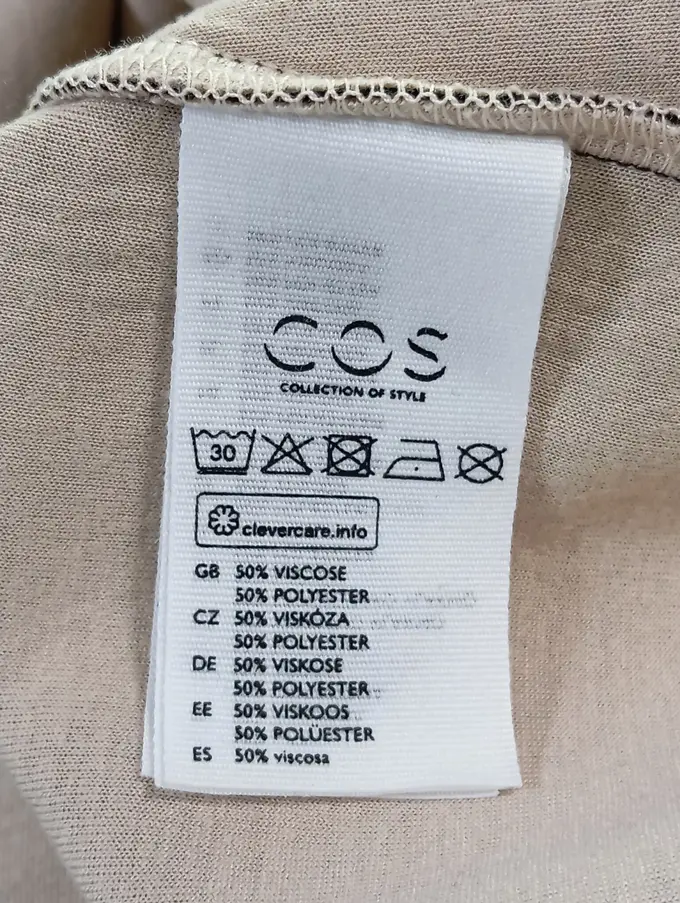 COS
COLLECTION OF STYLE
30
clevercare.info
GB 50% VISCOSE
50% POLYESTER
CZ 50% VISKÓZA
50% POLYESTER
DE 50% VISKOSE
50% POLYESTER
EE 50% VISKOOS
50% POLÜESTER
ES 50% viscosa